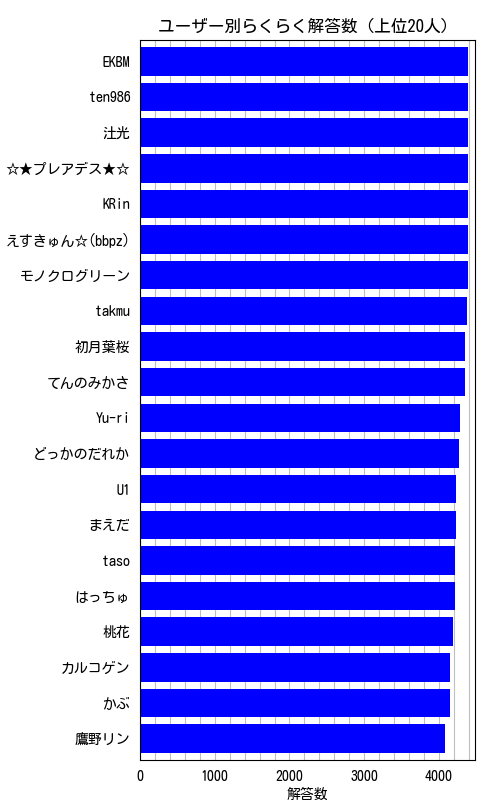 ユーザー別らくらく解答数（上位20人）
EKBM
ten986
辻光
☆★プレアデス★☆
KRin
えすきゅん☆(bbpz)
モノクログリーン
takmu
初月葉桜
てんのみかさ
Yu-ri
どっかのだれか
U1
まえだ
taso
はっちゅ
桃花
カルコゲン
かぶ
鷹野リン
0 1000 2000 3000 4000
解答数